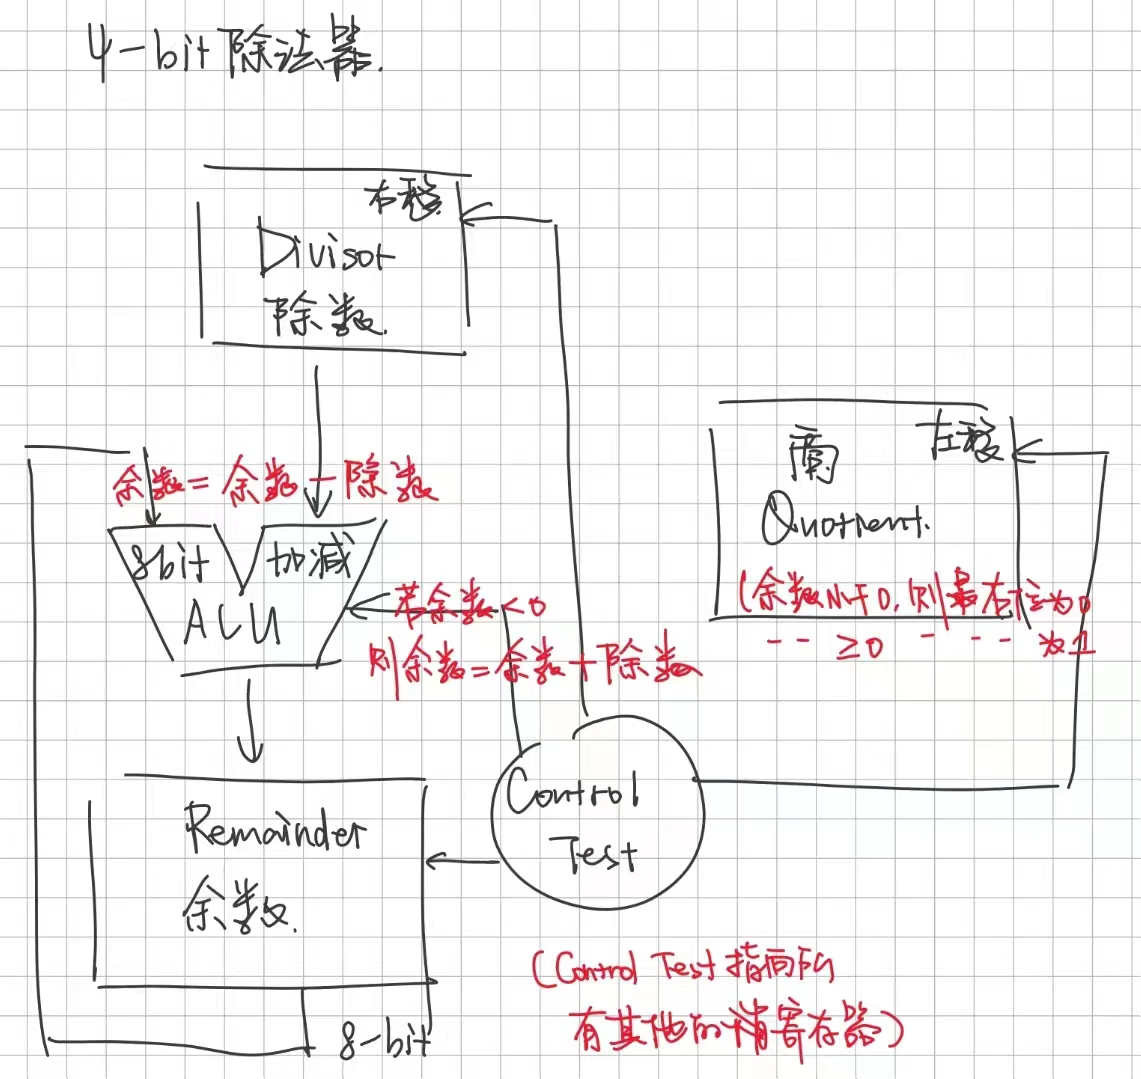 4-bit 除法器.
右移
Divisor
除数.
余数 = 余数 - 除数
8bit 加减
ALU
若余数 < 0
则余数 = 余数 + 除数
左移
商
Quotient.
(余数小于0,则最右位为0
-- ≥0 - - - 为1
Control
Test
Remainder
余数.
8-bit
(Control Test 指向所
有其他的 寄存器)